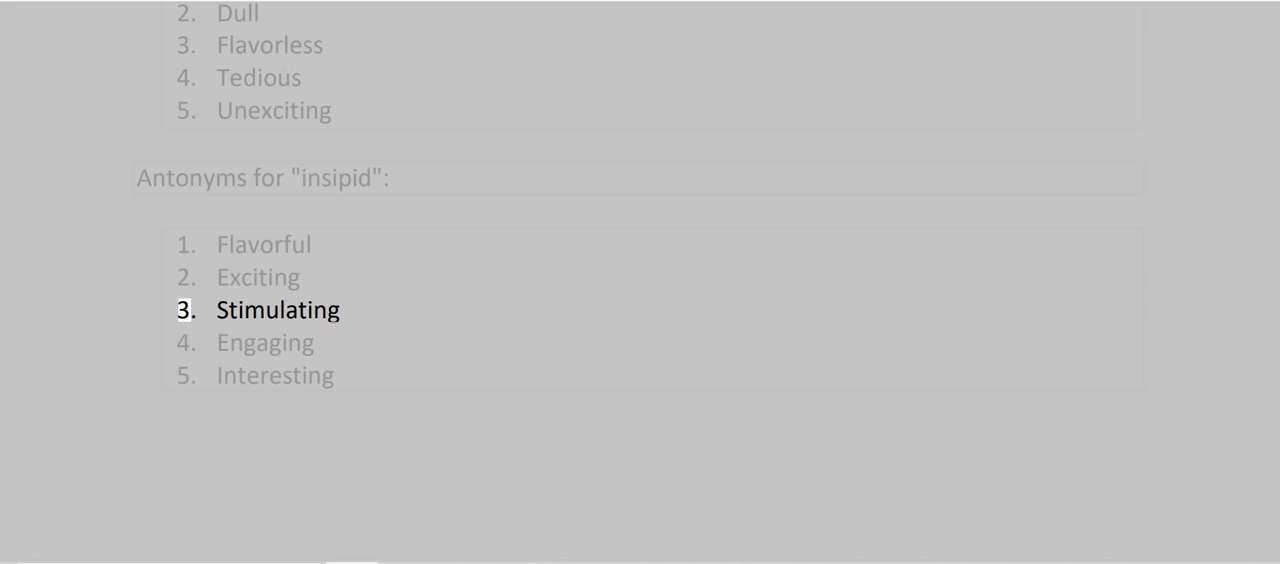 2. Dull
3. Flavorless
4. Tedious
5. Unexciting
Antonyms for "insipid":
1. Flavorful
2. Exciting
3. Stimulating
4. Engaging
5. Interesting